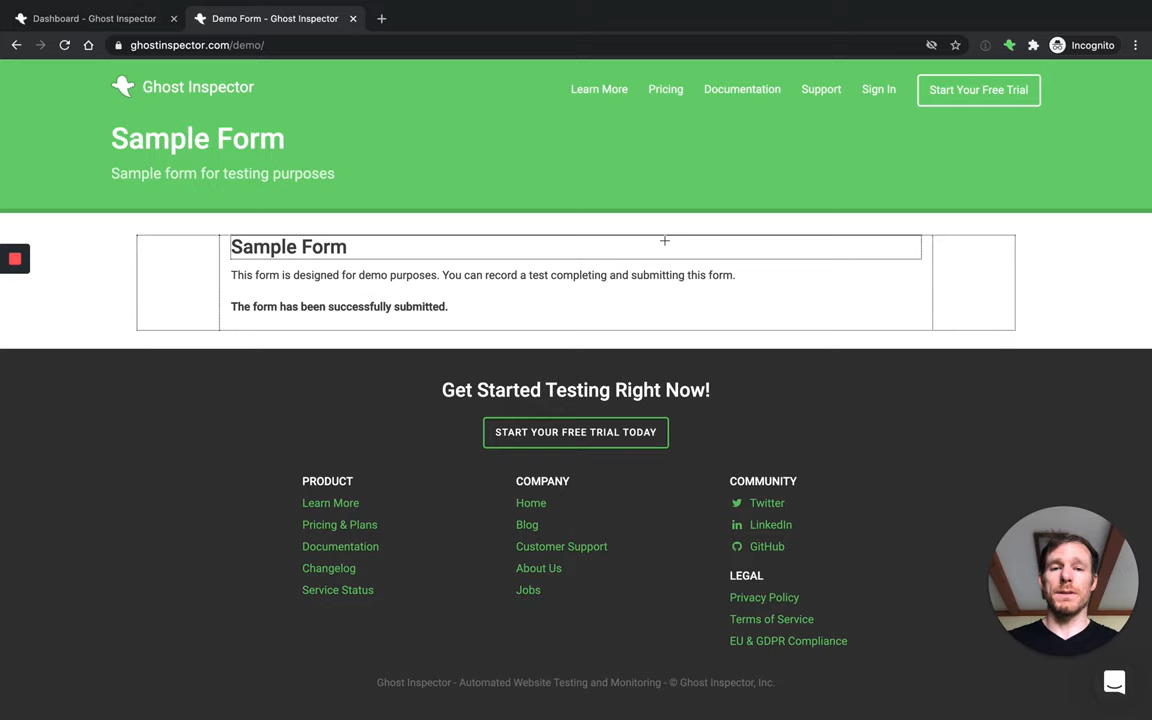 Dashboard - Ghost Inspector
Demo Form - Ghost Inspector
ghostinspector.com/demo/
Incognito
Ghost Inspector
Learn More
Pricing
Documentation
Support
Sign In
Start Your Free Trial
Sample Form
Sample form for testing purposes
Sample Form
This form is designed for demo purposes. You can record a test completing and submitting this form.
The form has been successfully submitted.
Get Started Testing Right Now!
START YOUR FREE TRIAL TODAY
PRODUCT
Learn More
Pricing & Plans
Documentation
Changelog
Service Status
COMPANY
Home
Blog
Customer Support
About Us
Jobs
COMMUNITY
Twitter
LinkedIn
GitHub
LEGAL
Privacy Policy
Terms of Service
EU & GDPR Compliance
Ghost Inspector - Automated Website Testing and Monitoring - © Ghost Inspector, Inc.